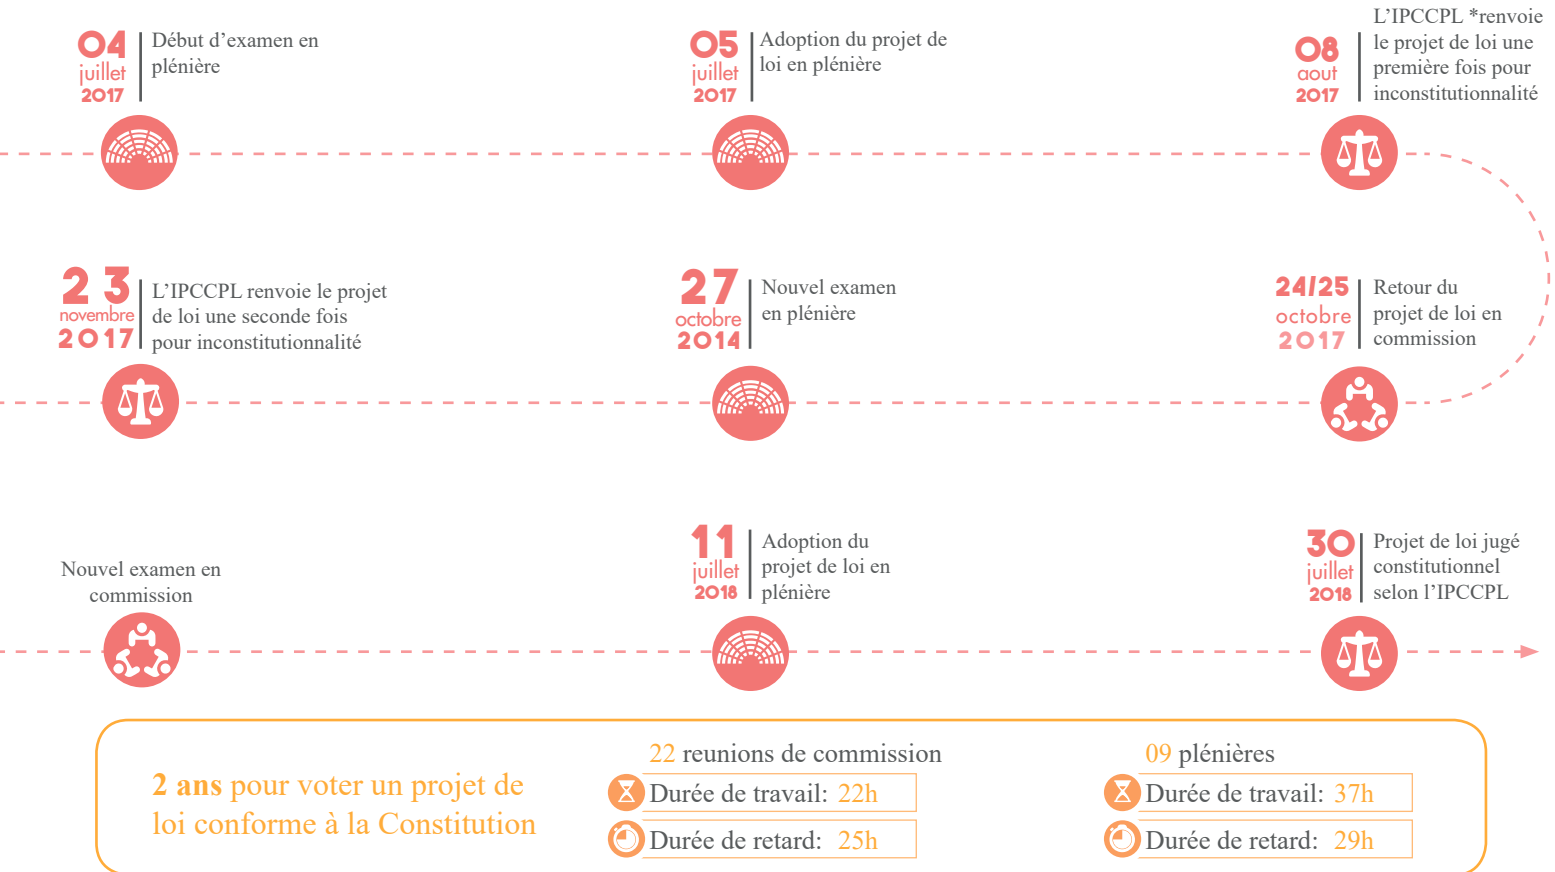 04
juillet
2017
Début d’examen en
plénière
05
juillet
2017
Adoption du projet de
loi en plénière
08
aout
2017
L’IPCCPL *renvoie
le projet de loi une
première fois pour
inconstitutionnalité
24/25
octobre
2017
Retour du
projet de loi en
commission
27
octobre
2014
Nouvel examen
en plénière
23
novembre
2017
L’IPCCPL renvoie le projet
de loi une seconde fois
pour inconstitutionnalité
Nouvel examen en
commission
11
juillet
2018
Adoption du
projet de loi en
plénière
30
juillet
2018
Projet de loi jugé
constitutionnel
selon l’IPCCPL
2 ans pour voter un projet de
loi conforme à la Constitution
22 reunions de commission
Durée de travail: 22h
Durée de retard: 25h
09 plénières
Durée de travail: 37h
Durée de retard: 29h